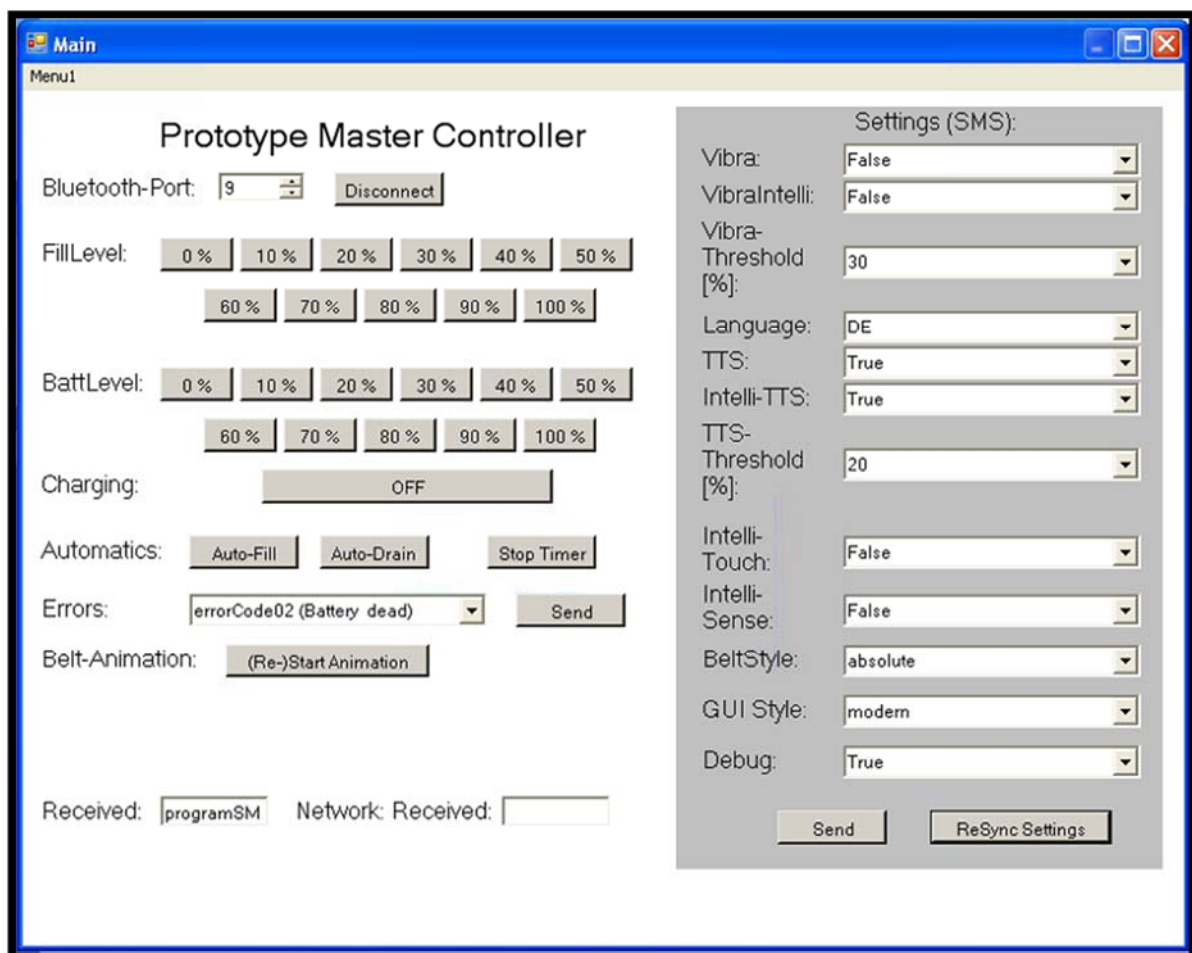 Main
Menu1
Prototype Master Controller
Bluetooth-Port: 9 Disconnect
FillLevel: 0 % 10 % 20 % 30 % 40 % 50 %
60 % 70 % 80 % 90 % 100 %
BattLevel: 0 % 10 % 20 % 30 % 40 % 50 %
60 % 70 % 80 % 90 % 100 %
Charging: OFF
Automatics: Auto-Fill Auto-Drain Stop Timer
Errors: errorCode02 (Battery dead) Send
Belt-Animation: (Re-)Start Animation
Received: programSM Network: Received:
Settings (SMS):
Vibra: False
VibraIntelli: False
Vibra-
Threshold 30
[%]:
Language: DE
TTS: True
Intelli-TTS: True
TTS-
Threshold 20
[%]:
Intelli-
Touch: False
Intelli-
Sense: False
BeltStyle: absolute
GUI Style: modern
Debug: True
Send ReSync Settings